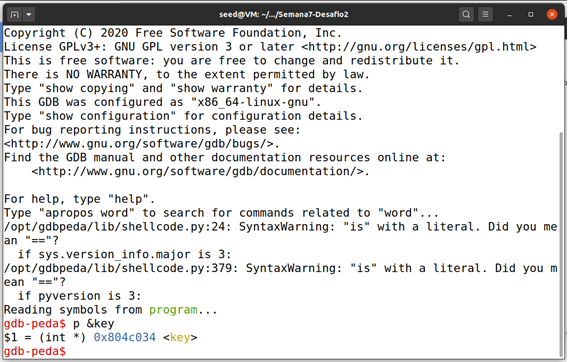 seed@VM: ~/.../Semana7-Desafio2
Copyright (C) 2020 Free Software Foundation, Inc.
License GPLv3+: GNU GPL version 3 or later <http://gnu.org/licenses/gpl.html>
This is free software: you are free to change and redistribute it.
There is NO WARRANTY, to the extent permitted by law.
Type "show copying" and "show warranty" for details.
This GDB was configured as "x86_64-linux-gnu".
Type "show configuration" for configuration details.
For bug reporting instructions, please see:
<http://www.gnu.org/software/gdb/bugs/>.
Find the GDB manual and other documentation resources online at:
    <http://www.gnu.org/software/gdb/documentation/>.

For help, type "help".
Type "apropos word" to search for commands related to "word"...
/opt/gdbpeda/lib/shellcode.py:24: SyntaxWarning: "is" with a literal. Did you me
an "=="?
  if sys.version_info.major is 3:
/opt/gdbpeda/lib/shellcode.py:379: SyntaxWarning: "is" with a literal. Did you m
ean "=="?
  if pyversion is 3:
Reading symbols from program...
gdb-peda$ p &key
$1 = (int *) 0x804c034 <key>
gdb-peda$